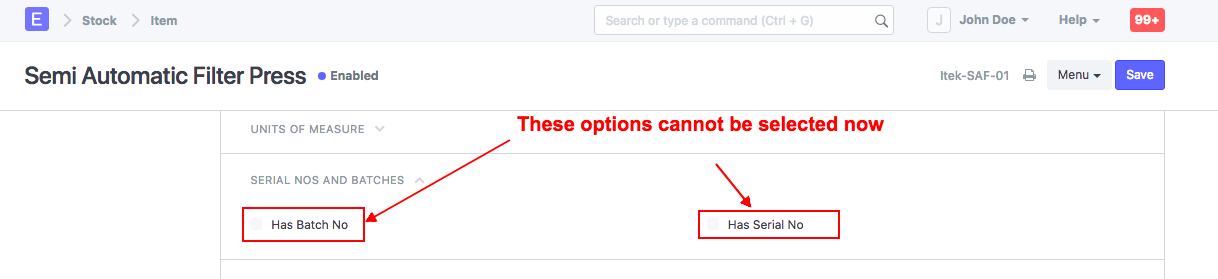 E Stock Item Search or type a command (Ctrl + G) J John Doe Help 99+
Semi Automatic Filter Press Enabled Itek-SAF-01 Menu Save
UNITS OF MEASURE These options cannot be selected now
SERIAL NOS AND BATCHES
Has Batch No Has Serial No